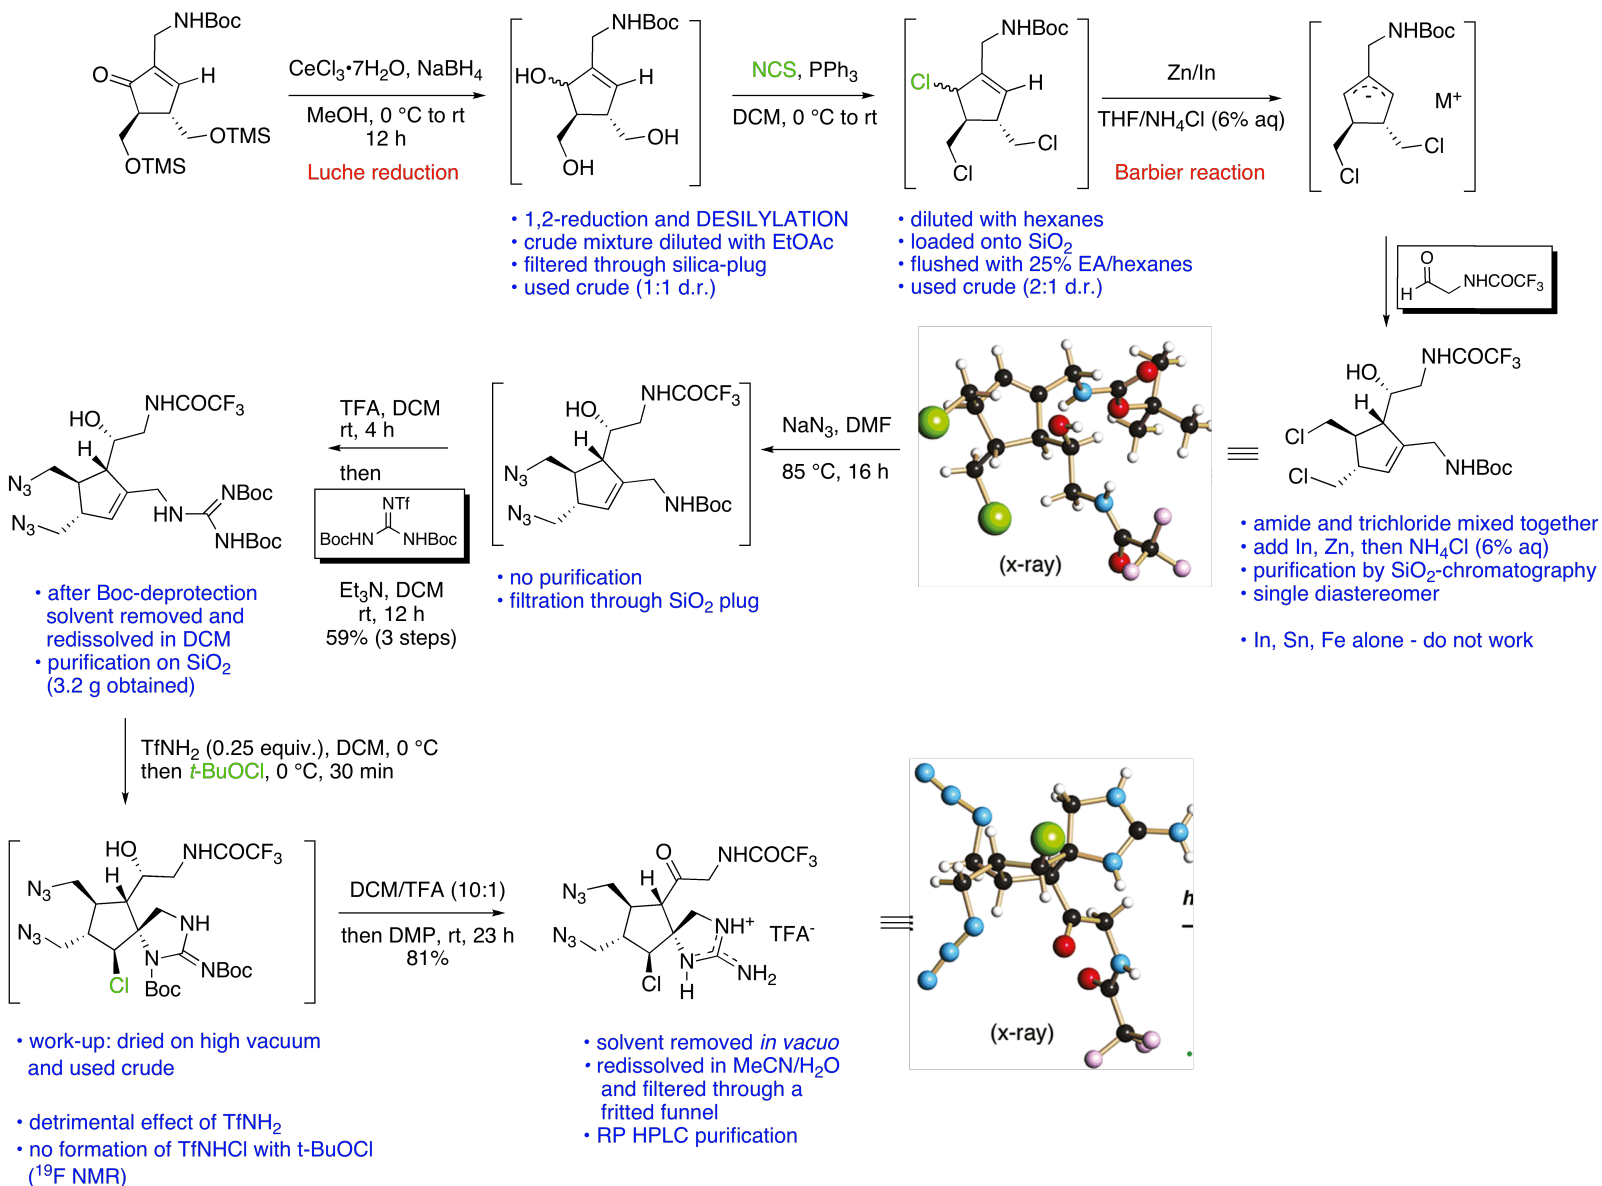 NHBoc
O
H
OTMS
OTMS
CeCl3•7H2O, NaBH4
MeOH, 0 °C to rt
12 h
Luche reduction
NHBoc
HO
H
OH
OH
• 1,2-reduction and DESILYLATION
• crude mixture diluted with EtOAc
• filtered through silica-plug
• used crude (1:1 d.r.)
NCS, PPh3
DCM, 0 °C to rt
NHBoc
Cl
H
Cl
Cl
• diluted with hexanes
• loaded onto SiO2
• flushed with 25% EA/hexanes
• used crude (2:1 d.r.)
Zn/In
THF/NH4Cl (6% aq)
Barbier reaction
NHBoc
-
M+
Cl
Cl
O
H
NHCOCF3
NHCOCF3
HO
H
Cl
Cl
NHBoc
• amide and trichloride mixed together
• add In, Zn, then NH4Cl (6% aq)
• purification by SiO2-chromatography
• single diastereomer
• In, Sn, Fe alone - do not work
(x-ray)
NaN3, DMF
85 °C, 16 h
NHCOCF3
HO
H
N3
N3
NHBoc
• no purification
• filtration through SiO2 plug
TFA, DCM
rt, 4 h
then
NTf
BocHN
NHBoc
Et3N, DCM
rt, 12 h
59% (3 steps)
NHCOCF3
HO
H
N3
N3
NBoc
HN
NHBoc
• after Boc-deprotection
solvent removed and
redissolved in DCM
• purification on SiO2
(3.2 g obtained)
TfNH2 (0.25 equiv.), DCM, 0 °C
then t-BuOCl, 0 °C, 30 min
HO
NHCOCF3
H
N3
N3
NH
N
NBoc
Cl
Boc
• work-up: dried on high vacuum
and used crude
• detrimental effect of TfNH2
• no formation of TfNHCl with t-BuOCl
(19F NMR)
DCM/TFA (10:1)
then DMP, rt, 23 h
81%
O
NHCOCF3
H
N3
N3
NH+
TFA-
N
H
NH2
Cl
• solvent removed in vacuo
• redissolved in MeCN/H2O
and filtered through a
fritted funnel
• RP HPLC purification
(x-ray)
h